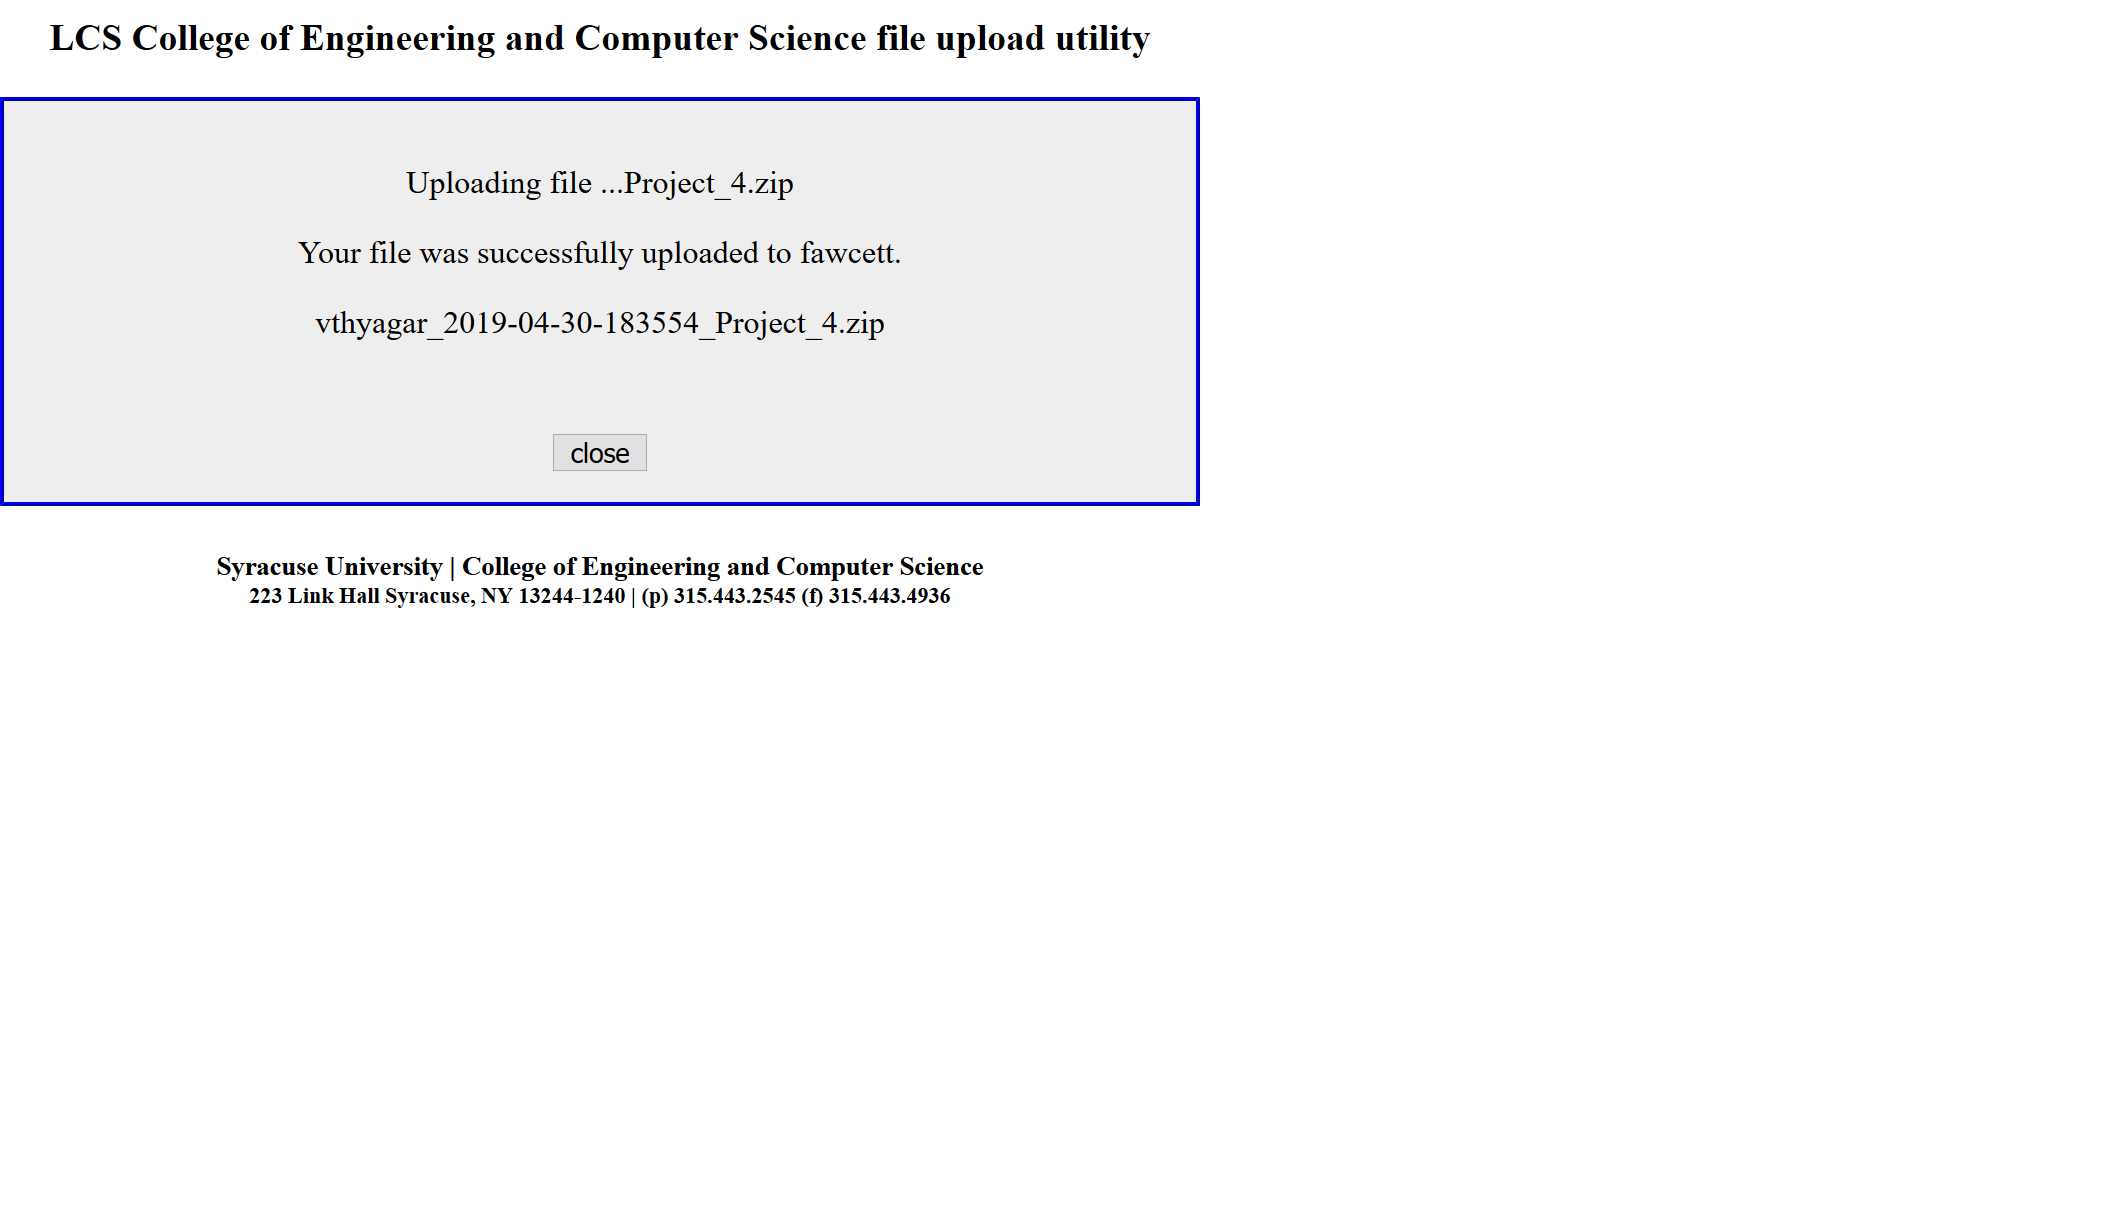 LCS College of Engineering and Computer Science file upload utility
Uploading file ...Project_4.zip
Your file was successfully uploaded to fawcett.
vthyagar_2019-04-30-183554_Project_4.zip
close
Syracuse University | College of Engineering and Computer Science
223 Link Hall Syracuse, NY 13244-1240 | (p) 315.443.2545 (f) 315.443.4936